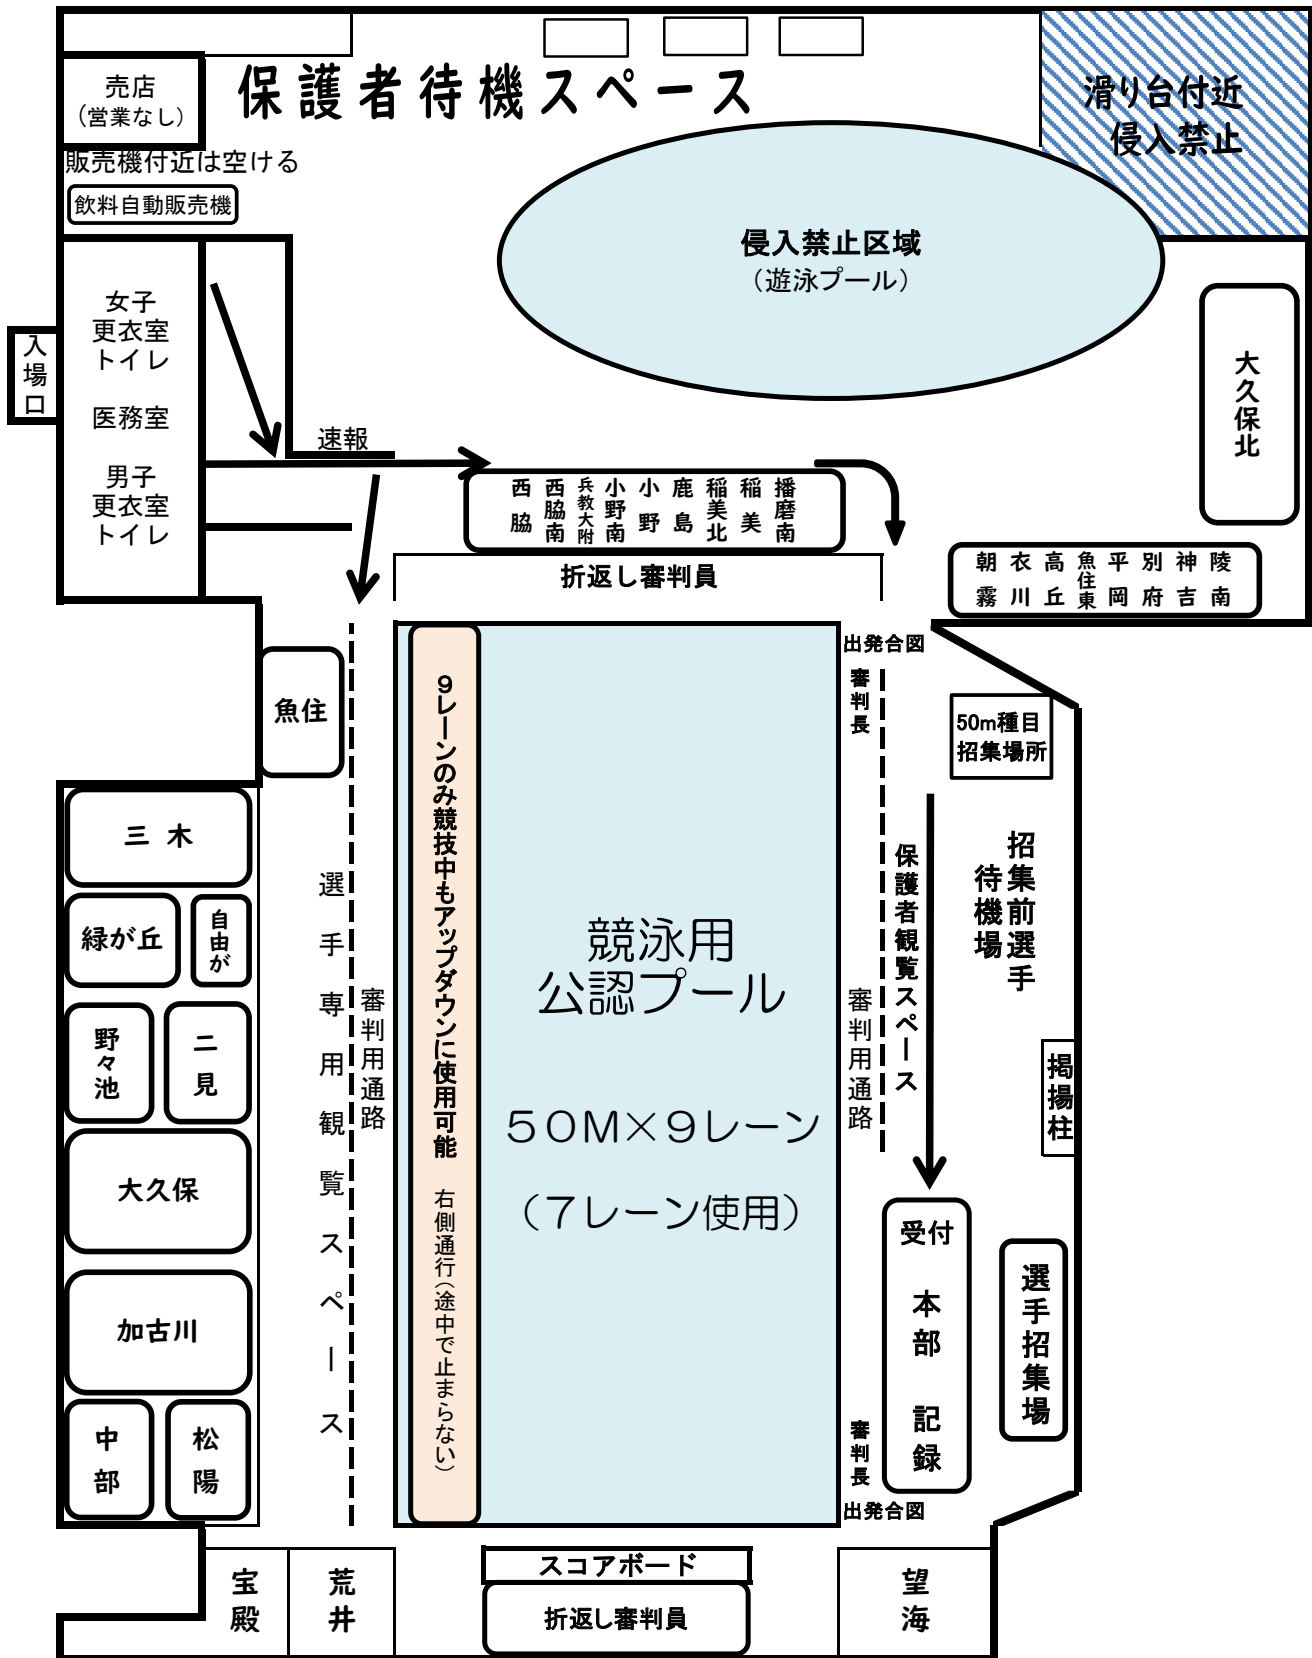 保護者待機スペース
売店
（営業なし）
販売機付近は空ける
飲料自動販売機
滑り台付近
侵入禁止
侵入禁止区域
（遊泳プール）
女子
更衣室
トイレ
医務室
男子
更衣室
トイレ
入場口
速報
大久保北
西脇
西脇南
兵教大附
小野南
小野
鹿島
稲美北
稲美
播磨南
朝霧
衣川
高丘
魚住東
平岡
別府
神吉
陵南
折返し審判員
出発合図
審判長
魚住
50m種目
招集場所
三木
緑が丘
自由が
野々池
二見
大久保
加古川
中部
松陽
選手専用観覧スペース
審判用通路
９レーンのみ競技中もアップダウンに使用可能　右側通行（途中で止まらない）
競泳用
公認プール
５０Ｍ×９レーン
（７レーン使用）
審判用通路
保護者観覧スペース
招集前選手
待機場
掲揚柱
受付
本部
記録
選手招集場
審判長
出発合図
宝殿
荒井
スコアボード
折返し審判員
望海